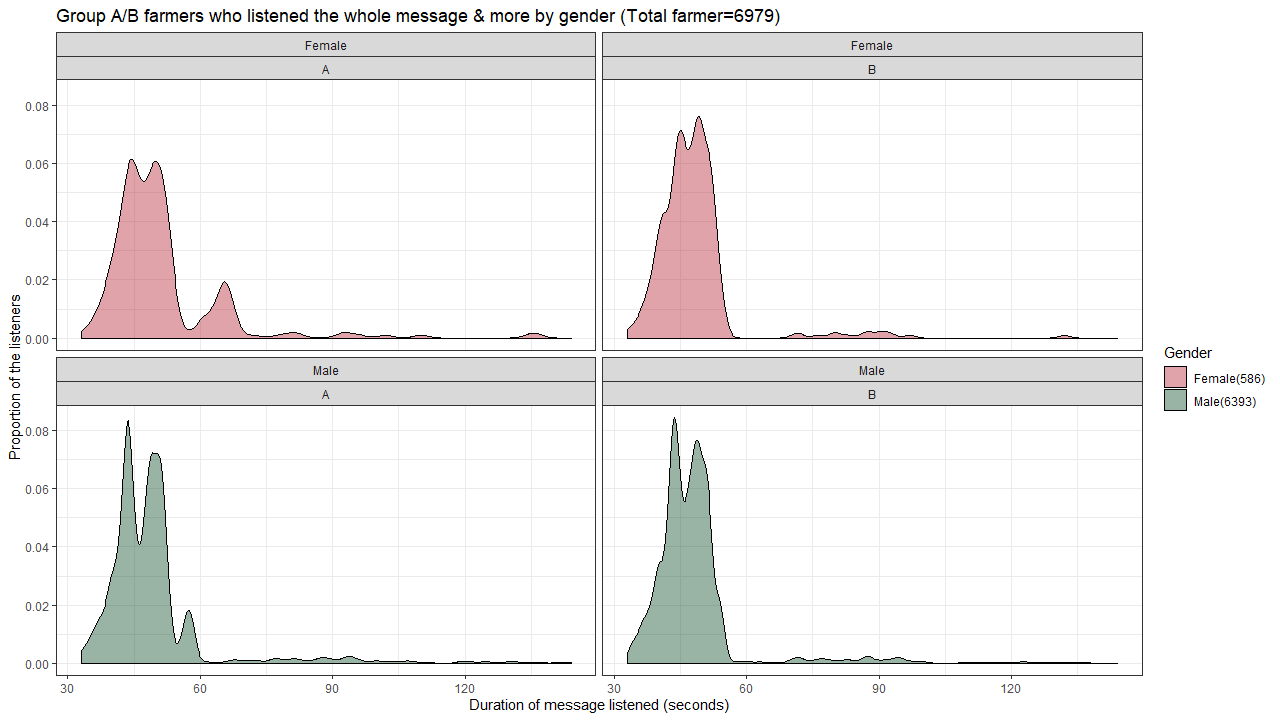 Group A/B farmers who listened the whole message & more by gender (Total farmer=6979)
Female
Female
A
B
0.08
0.06
0.04
0.02
0.00
Male
Male
A
B
0.08
0.06
0.04
0.02
0.00
30
60
90
120
30
60
90
120
Duration of message listened (seconds)
Proportion of the listeners
Gender
Female(586)
Male(6393)